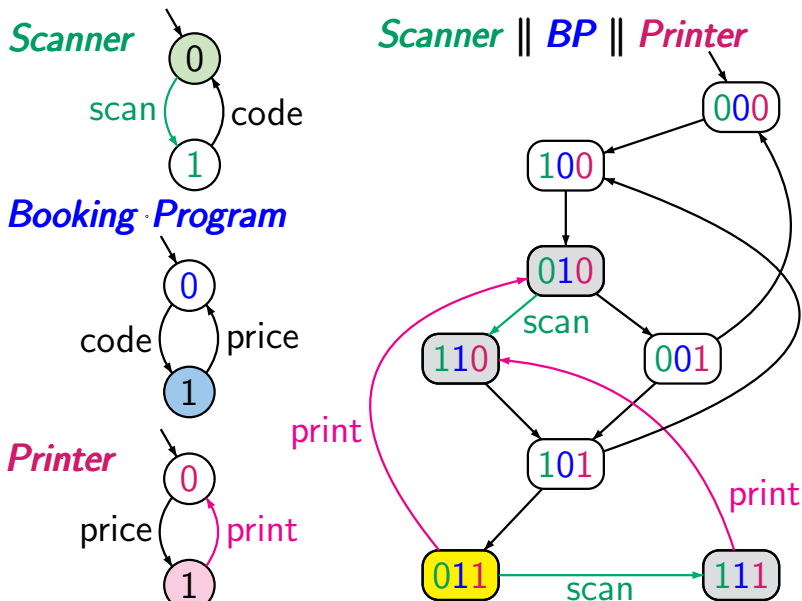 Scanner
0
scan
code
1
Booking Program
0
code
price
1
Printer
0
price
print
1
Scanner || BP || Printer
000
100
010
scan
110
001
print
101
print
011
scan
111